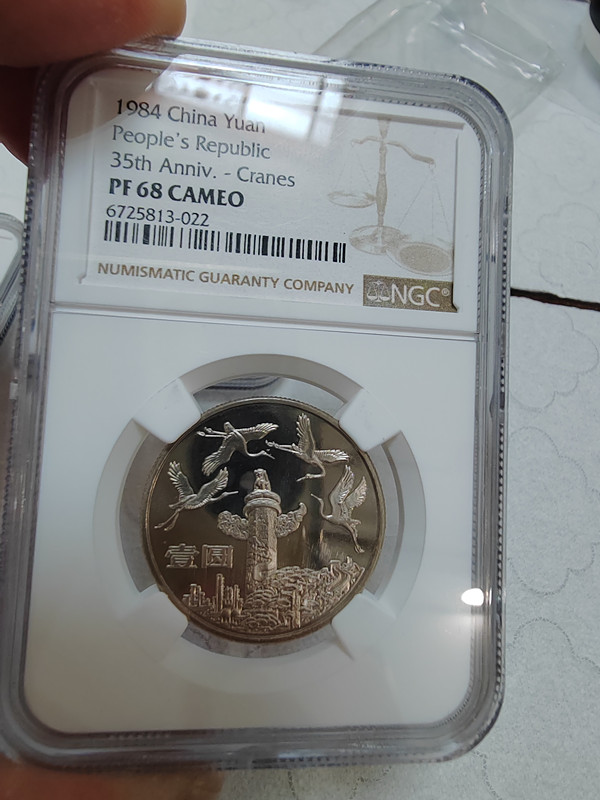 1984 China Yuan
People's Republic
35th Anniv. - Cranes
PF 68 CAMEO
6725813-022
NUMISMATIC GUARANTY COMPANY
NGC®
壹圆